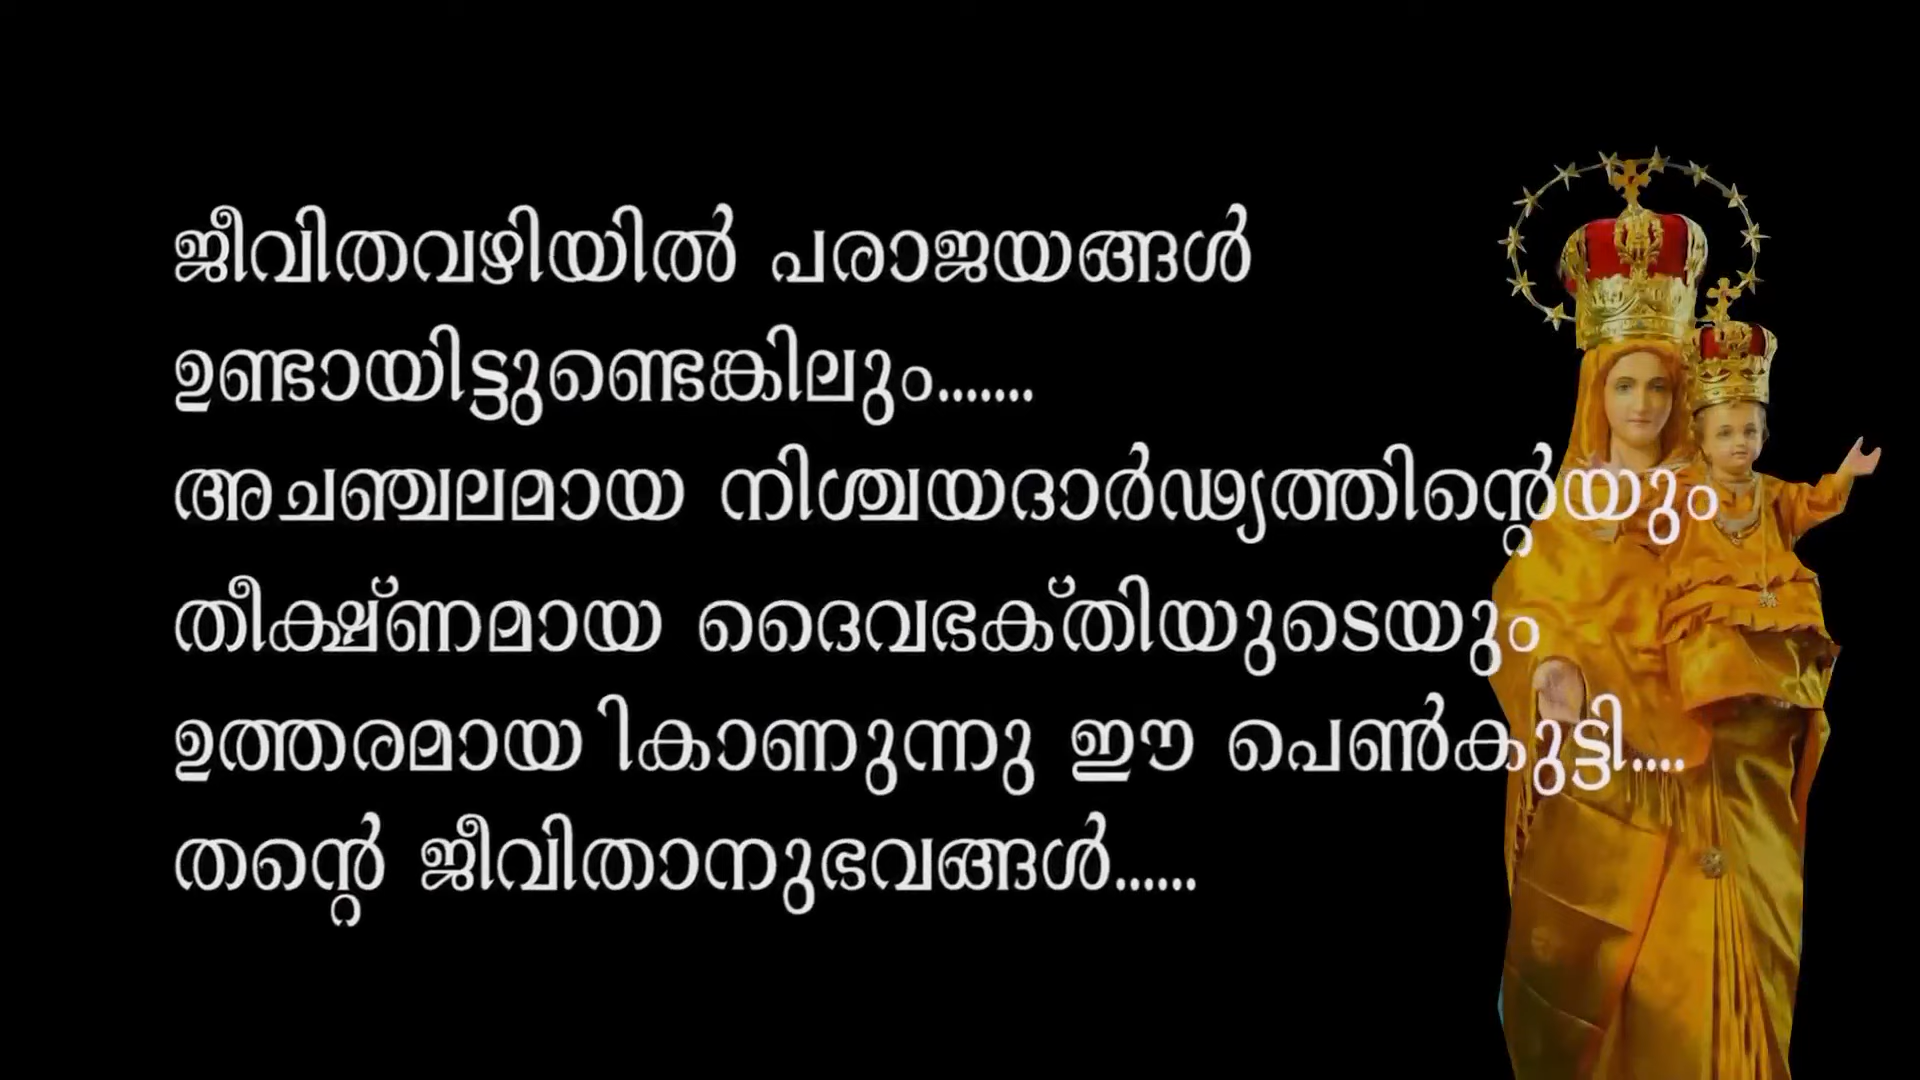 ജീവിതവഴിയിൽ പരാജയങ്ങൾ
ഉണ്ടായിട്ടുണ്ടെങ്കിലും.......
അചഞ്ചലമായ നിശ്ചയദാർഢ്യത്തിന്റെയും
തീക്ഷ്ണമായ ദൈവഭക്തിയുടെയും
ഉത്തരമായ ികാണുന്നു ഈ പെൺകുട്ടി....
തന്റെ ജീവിതാനുഭവങ്ങൾ......